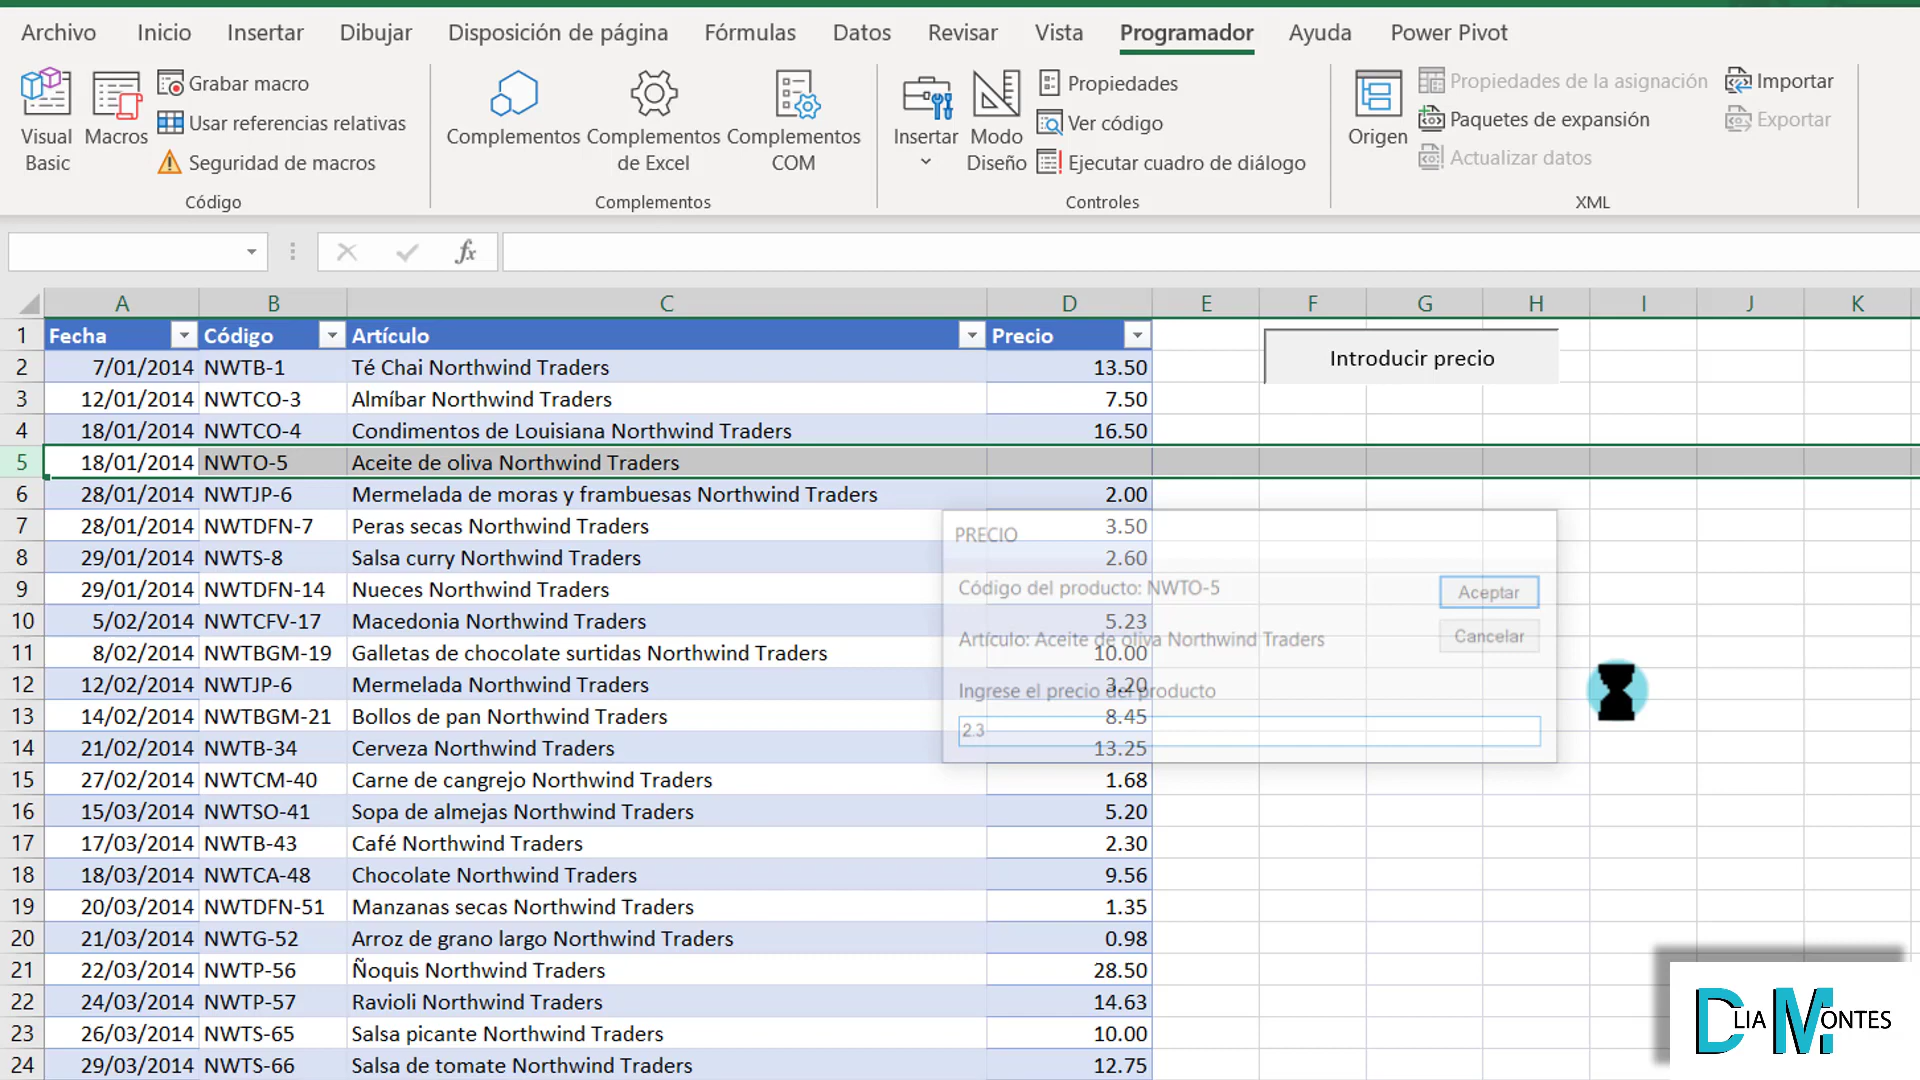 Archivo Inicio Insertar Dibujar Disposición de página Fórmulas Datos Revisar Vista Programador Ayuda Power Pivot
Visual Basic
Macros
Grabar macro
Usar referencias relativas
Seguridad de macros
Código
Complementos
Complementos de Excel
Complementos COM
Complementos
Insertar
Modo Diseño
Propiedades
Ver código
Ejecutar cuadro de diálogo
Controles
Origen
Propiedades de la asignación
Paquetes de expansión
Actualizar datos
Importar
Exportar
XML
fx
A B C D E F G H I J K
1 Fecha Código Artículo Precio
Introducir precio
2 7/01/2014 NWTB-1 Té Chai Northwind Traders 13.50
3 12/01/2014 NWTCO-3 Almíbar Northwind Traders 7.50
4 18/01/2014 NWTCO-4 Condimentos de Louisiana Northwind Traders 16.50
5 18/01/2014 NWTO-5 Aceite de oliva Northwind Traders
6 28/01/2014 NWTJP-6 Mermelada de moras y frambuesas Northwind Traders 2.00
7 28/01/2014 NWTDFN-7 Peras secas Northwind Traders 3.50
8 29/01/2014 NWTS-8 Salsa curry Northwind Traders 2.60
9 29/01/2014 NWTDFN-14 Nueces Northwind Traders
10 5/02/2014 NWTCFV-17 Macedonia Northwind Traders 5.23
11 8/02/2014 NWTBGM-19 Galletas de chocolate surtidas Northwind Traders 10.00
12 12/02/2014 NWTJP-6 Mermelada Northwind Traders 3.20
13 14/02/2014 NWTBGM-21 Bollos de pan Northwind Traders 8.45
14 21/02/2014 NWTB-34 Cerveza Northwind Traders 13.25
15 27/02/2014 NWTCM-40 Carne de cangrejo Northwind Traders 1.68
16 15/03/2014 NWTSO-41 Sopa de almejas Northwind Traders 5.20
17 17/03/2014 NWTB-43 Café Northwind Traders 2.30
18 18/03/2014 NWTCA-48 Chocolate Northwind Traders 9.56
19 20/03/2014 NWTDFN-51 Manzanas secas Northwind Traders 1.35
20 21/03/2014 NWTG-52 Arroz de grano largo Northwind Traders 0.98
21 22/03/2014 NWTP-56 Ñoquis Northwind Traders 28.50
22 24/03/2014 NWTP-57 Ravioli Northwind Traders 14.63
23 26/03/2014 NWTS-65 Salsa picante Northwind Traders 10.00
24 29/03/2014 NWTS-66 Salsa de tomate Northwind Traders 12.75
PRECIO
Código del producto: NWTO-5
Artículo: Aceite de oliva Northwind Traders
Ingrese el precio del producto
2.3
Aceptar
Cancelar
DLIA MONTES